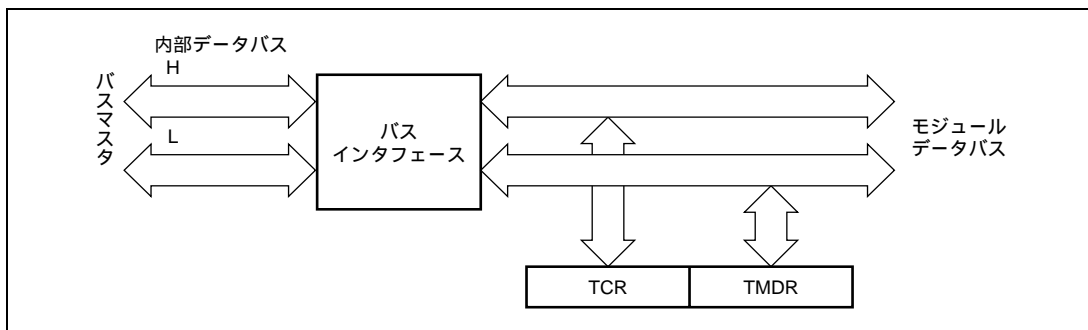 内部データバス
H
バスマスタ
L
バス
インタフェース
モジュール
データバス
TCR
TMDR